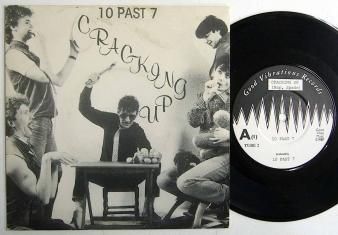 10 PAST 7
CRACKING
UP
Good Vibrations Records
CRACKING UP
A
10 PAST 7
10 PAST 7